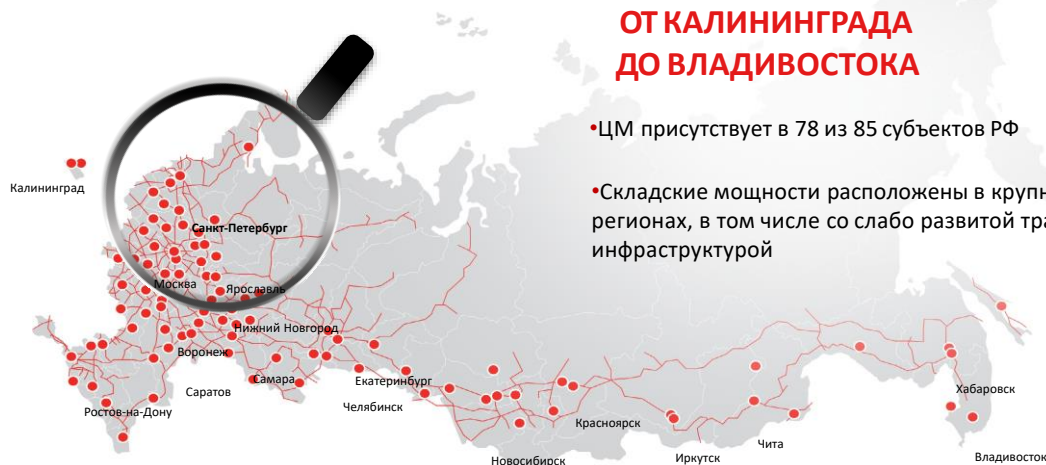 ОТ КАЛИНИНГРАДА
ДО ВЛАДИВОСТОКА
•ЦМ присутствует в 78 из 85 субъектов РФ
•Складские мощности расположены в
регионах, в том числе со слабо развитой
инфраструктурой
Калининград
Санкт-Петербург
Москва
Ярославль
Нижний Новгород
Воронеж
Саратов
Самара
Екатеринбург
Ростов-на-Дону
Челябинск
Хабаровск
Красноярск
Чита
Новосибирск
Иркутск
Владивосток